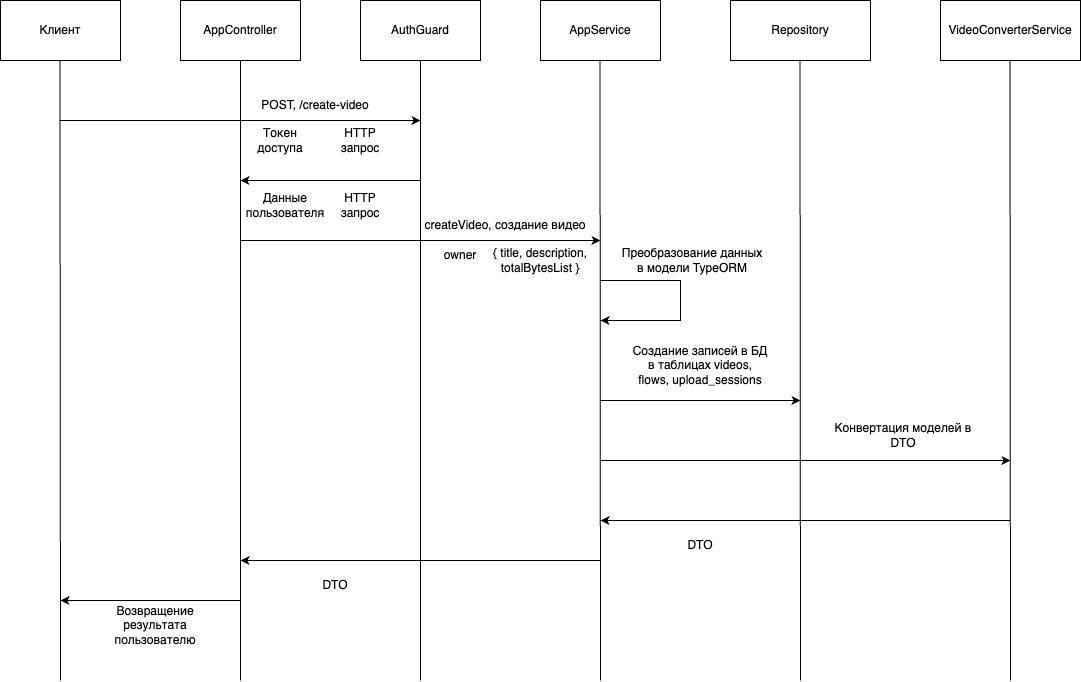 Клиент
AppController
AuthGuard
AppService
Repository
VideoConverterService
POST, /create-video
Токен
доступа
HTTP
запрос
Данные
пользователя
HTTP
запрос
createVideo, создание видео
owner
{ title, description,
totalBytesList }
Преобразование данных
в модели TypeORM
Создание записей в БД
в таблицах videos,
flows, upload_sessions
Конвертация моделей в
DTO
DTO
DTO
Возвращение
результата
пользователю